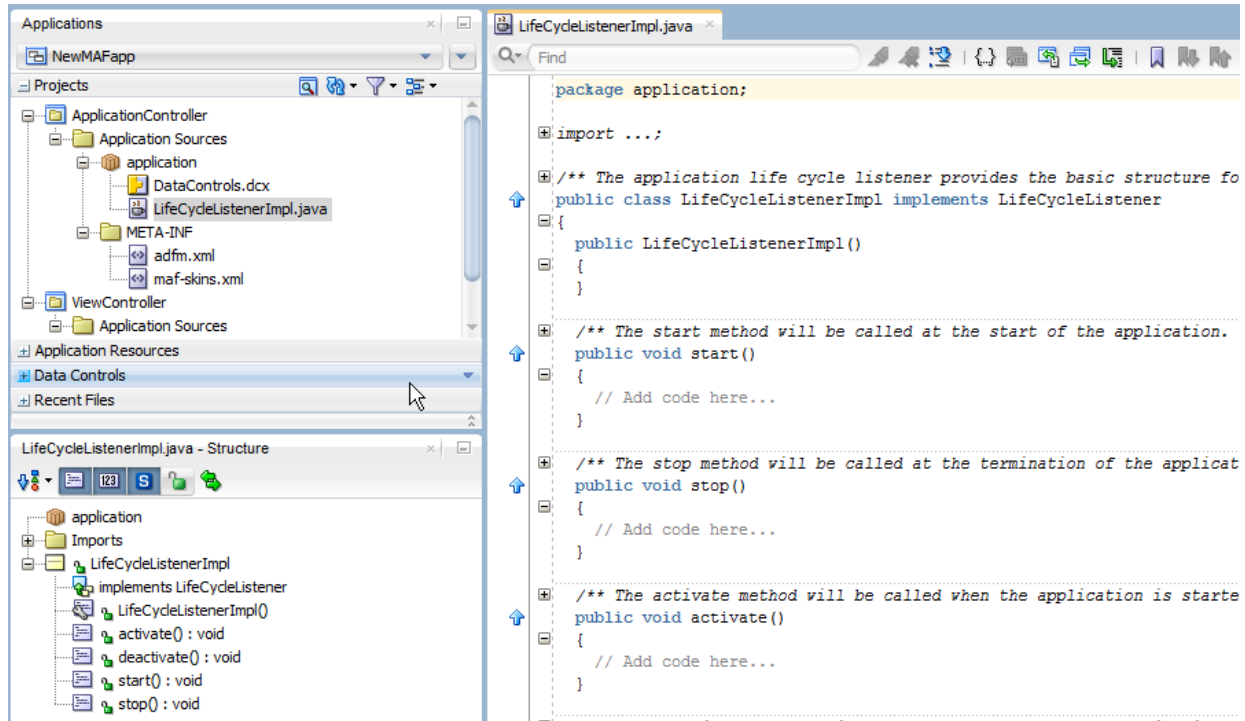 Applications
NewMAFapp
Projects
ApplicationController
Application Sources
application
DataControls.dcx
LifeCycleListenerImpl.java
META-INF
adfm.xml
maf-skins.xml
ViewController
Application Sources
Application Resources
Data Controls
Recent Files
LifeCycleListenerImpl.java - Structure
123 S
application
Imports
LifeCycleListenerImpl
implements LifeCycleListener
LifeCycleListenerImpl()
activate() : void
deactivate() : void
start() : void
stop() : void
LifeCycleListenerImpl.java
Find
package application;
import ...;
/** The application life cycle listener provides the basic structure fo
public class LifeCycleListenerImpl implements LifeCycleListener
{
public LifeCycleListenerImpl()
{
}
/** The start method will be called at the start of the application.
public void start()
{
// Add code here...
}
/** The stop method will be called at the termination of the applicat
public void stop()
{
// Add code here...
}
/** The activate method will be called when the application is starte
public void activate()
{
// Add code here...
}